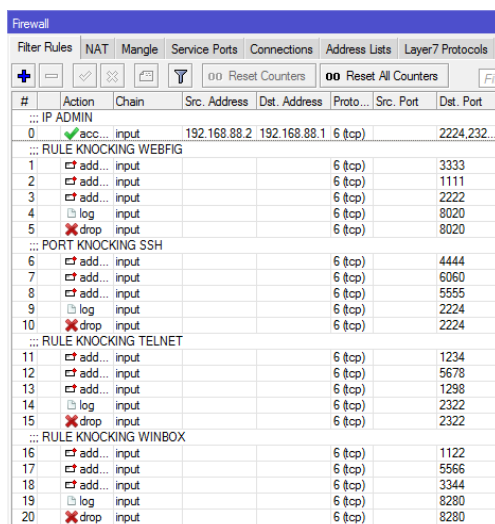 Firewall
Filter Rules NAT Mangle Service Ports Connections Address Lists Layer7 Protocols
00 Reset Counters 00 Reset All Counters
# Action Chain Src. Address Dst. Address Proto... Src. Port Dst. Port
::: IP ADMIN
0 acc... input 192.168.88.2 192.168.88.1 6 (tcp) 2224,232...
::: RULE KNOCKING WEBFIG
1 add... input 6 (tcp) 3333
2 add... input 6 (tcp) 1111
3 add... input 6 (tcp) 2222
4 log input 6 (tcp) 8020
5 drop input 6 (tcp) 8020
::: PORT KNOCKING SSH
6 add... input 6 (tcp) 4444
7 add... input 6 (tcp) 6060
8 add... input 6 (tcp) 5555
9 log input 6 (tcp) 2224
10 drop input 6 (tcp) 2224
::: RULE KNOCKING TELNET
11 add... input 6 (tcp) 1234
12 add... input 6 (tcp) 5678
13 add... input 6 (tcp) 1298
14 log input 6 (tcp) 2322
15 drop input 6 (tcp) 2322
::: RULE KNOCKING WINBOX
16 add... input 6 (tcp) 1122
17 add... input 6 (tcp) 5566
18 add... input 6 (tcp) 3344
19 log input 6 (tcp) 8280
20 drop input 6 (tcp) 8280